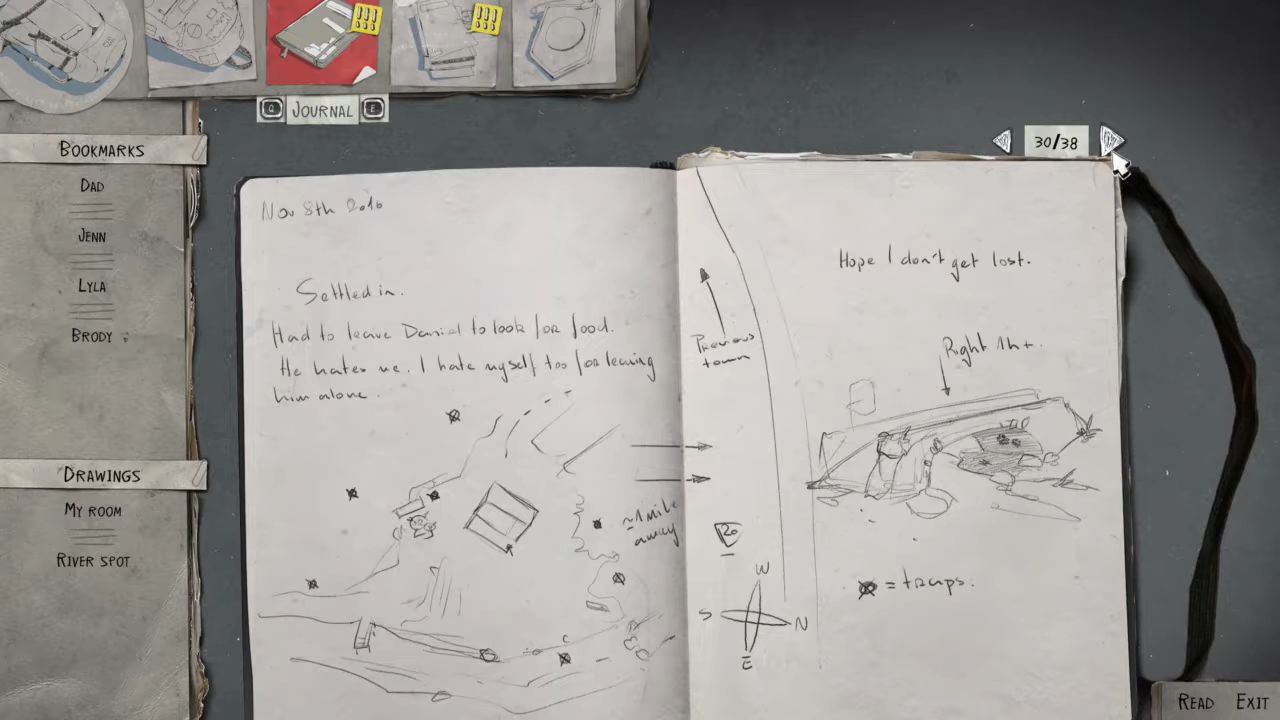 Q JOURNAL E
BOOKMARKS
DAD
JENN
LYLA
BRODY
DRAWINGS
MY ROOM
RIVER SPOT
30/38
Nov 8th 2016
Settled in.
Had to leave Daniel to look for food.
He hates me. I hate myself too for leaving
him alone.
~1 mile
away
Previous
town
20
W
S N
E
Hope I don't get lost.
Right 1h+.
= traps.
READ EXIT